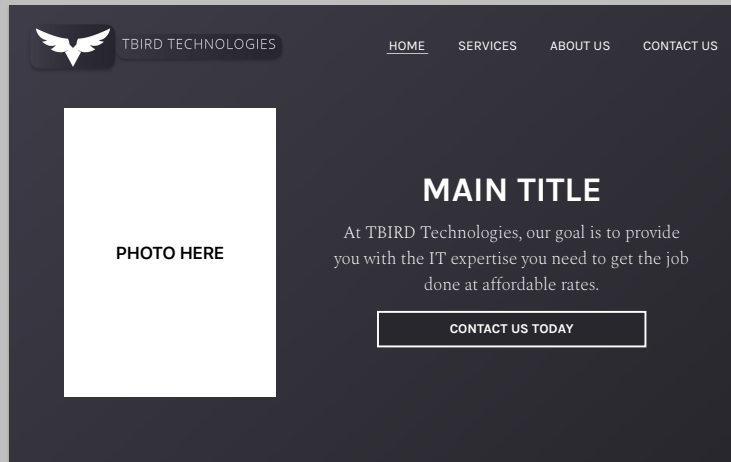 TBIRD TECHNOLOGIES
HOME SERVICES ABOUT US CONTACT US
PHOTO HERE
MAIN TITLE
At TBIRD Technologies, our goal is to provide
you with the IT expertise you need to get the job
done at affordable rates.
CONTACT US TODAY